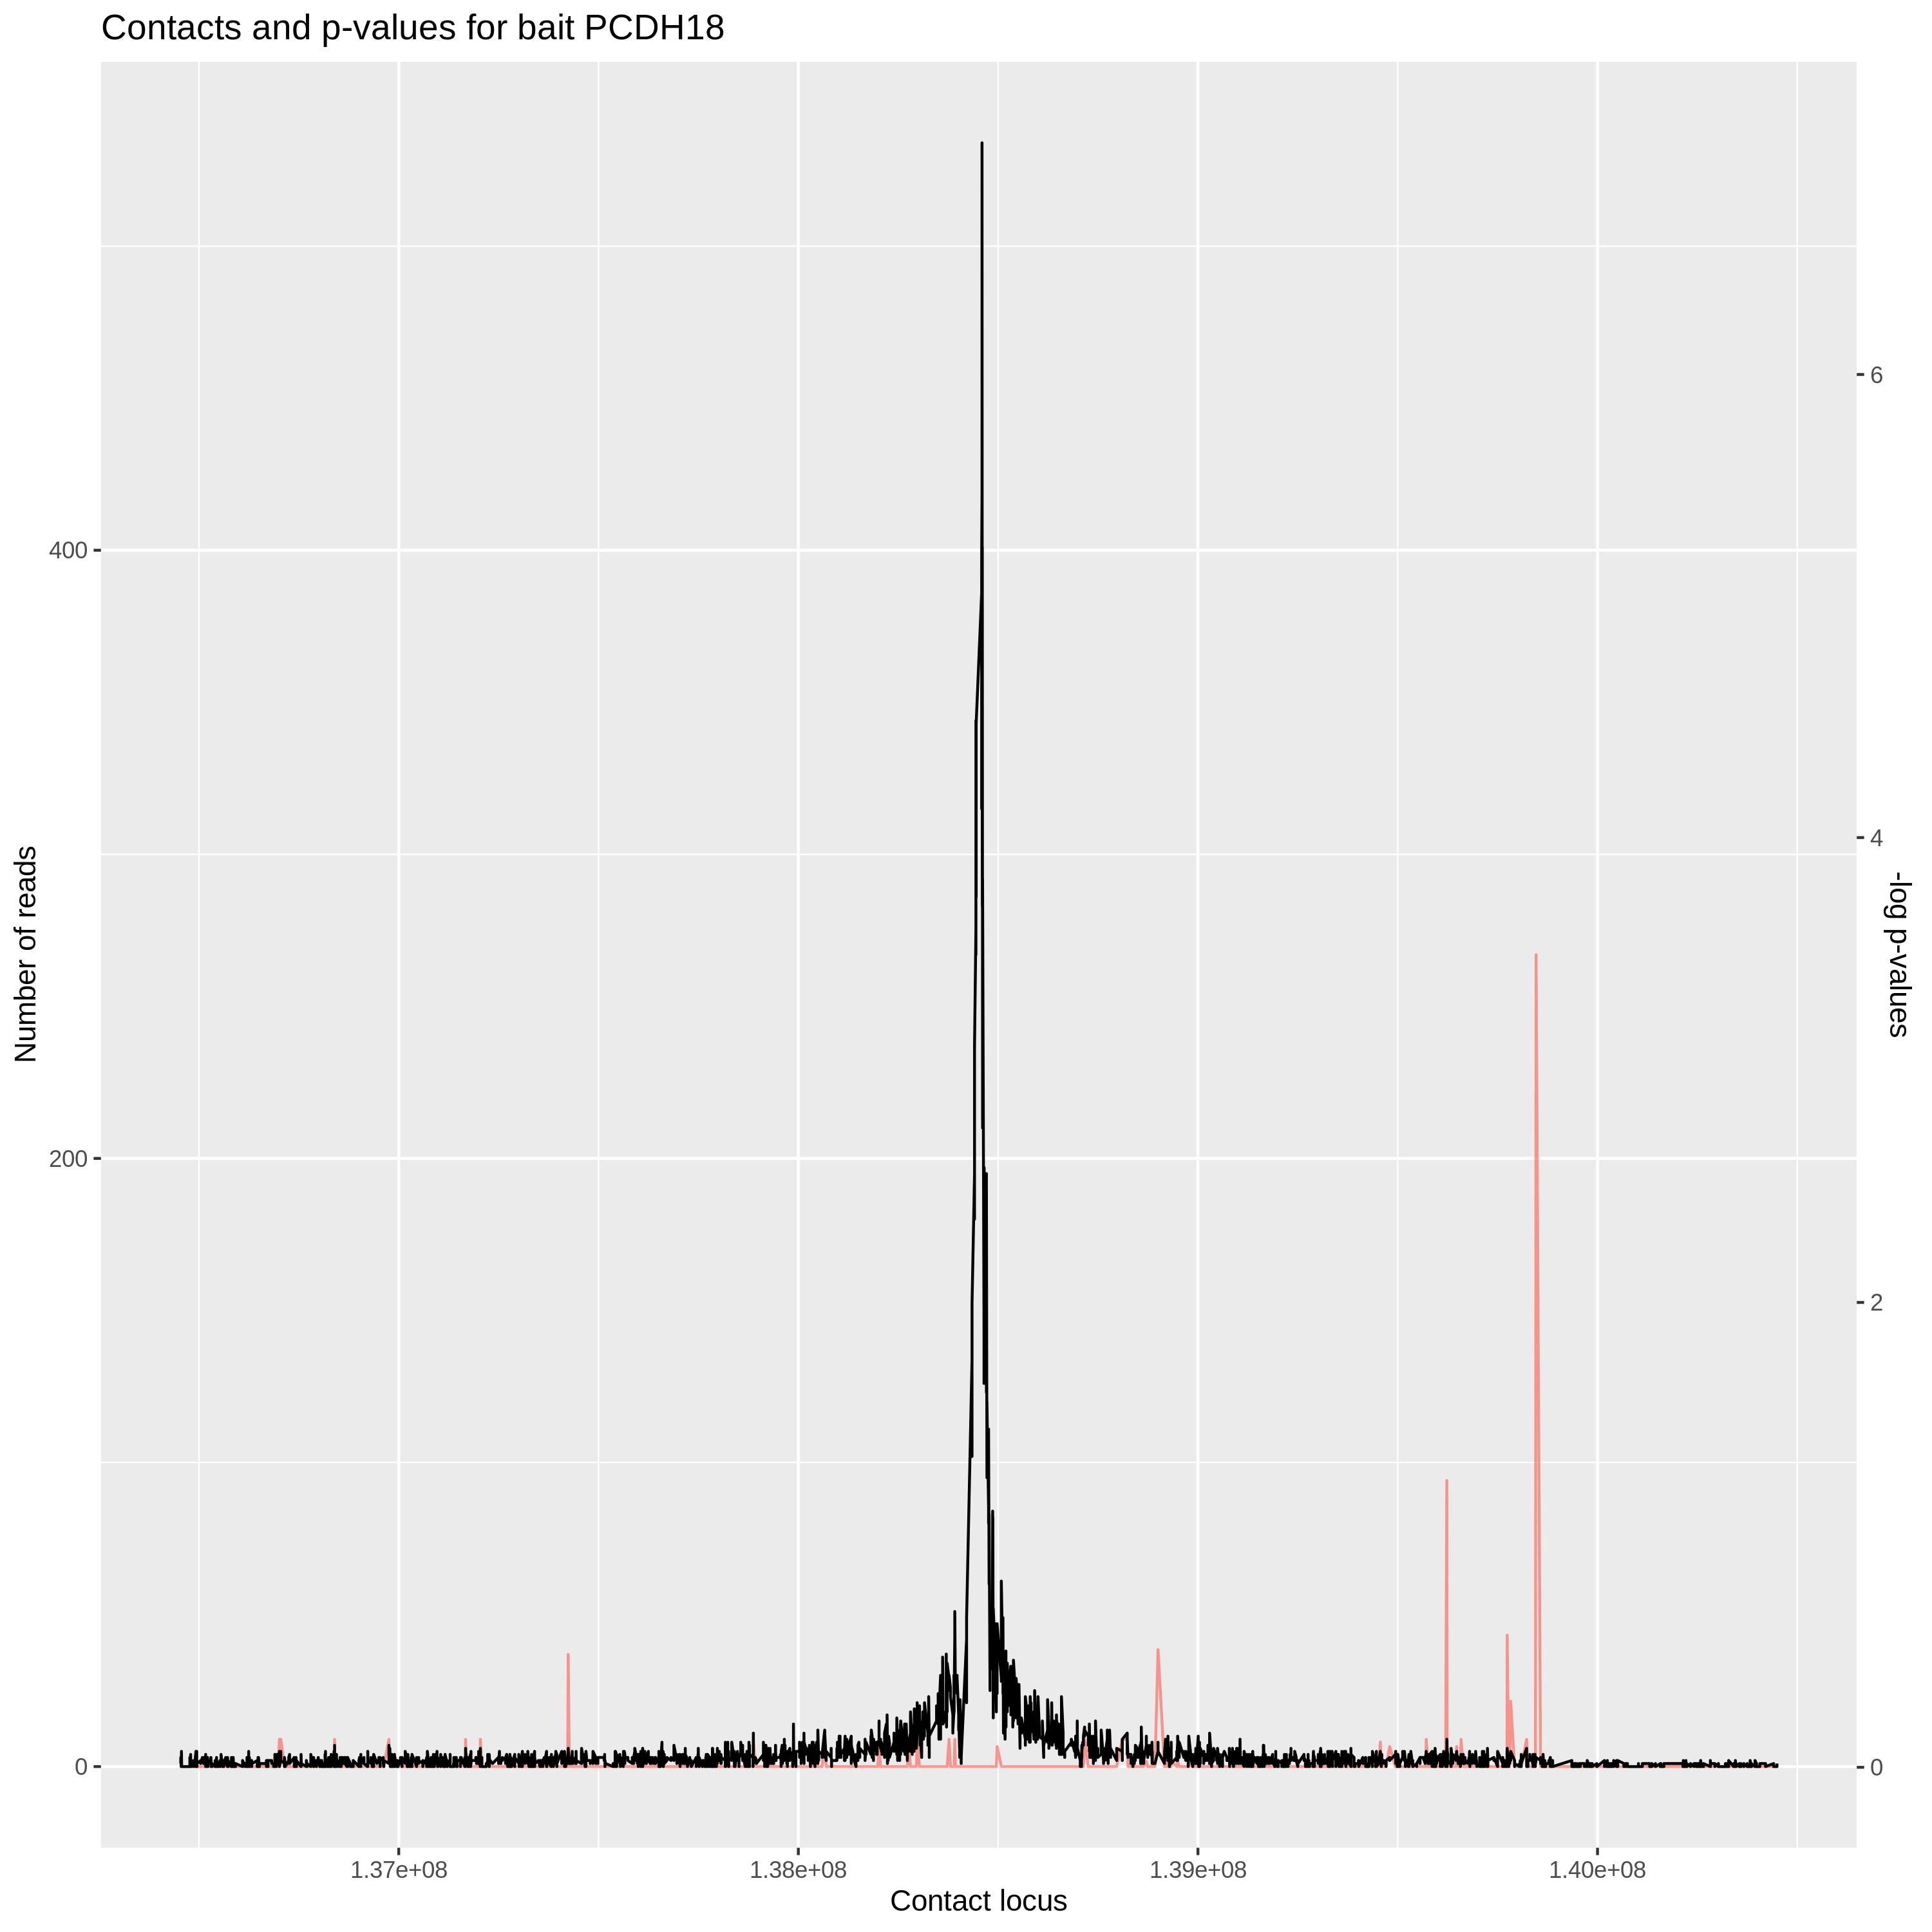 Contacts and p-values for bait PCDH18
Number of reads
400
200
0
6
4
2
0
-log p-values
1.37e+08
1.38e+08
1.39e+08
1.40e+08
Contact locus